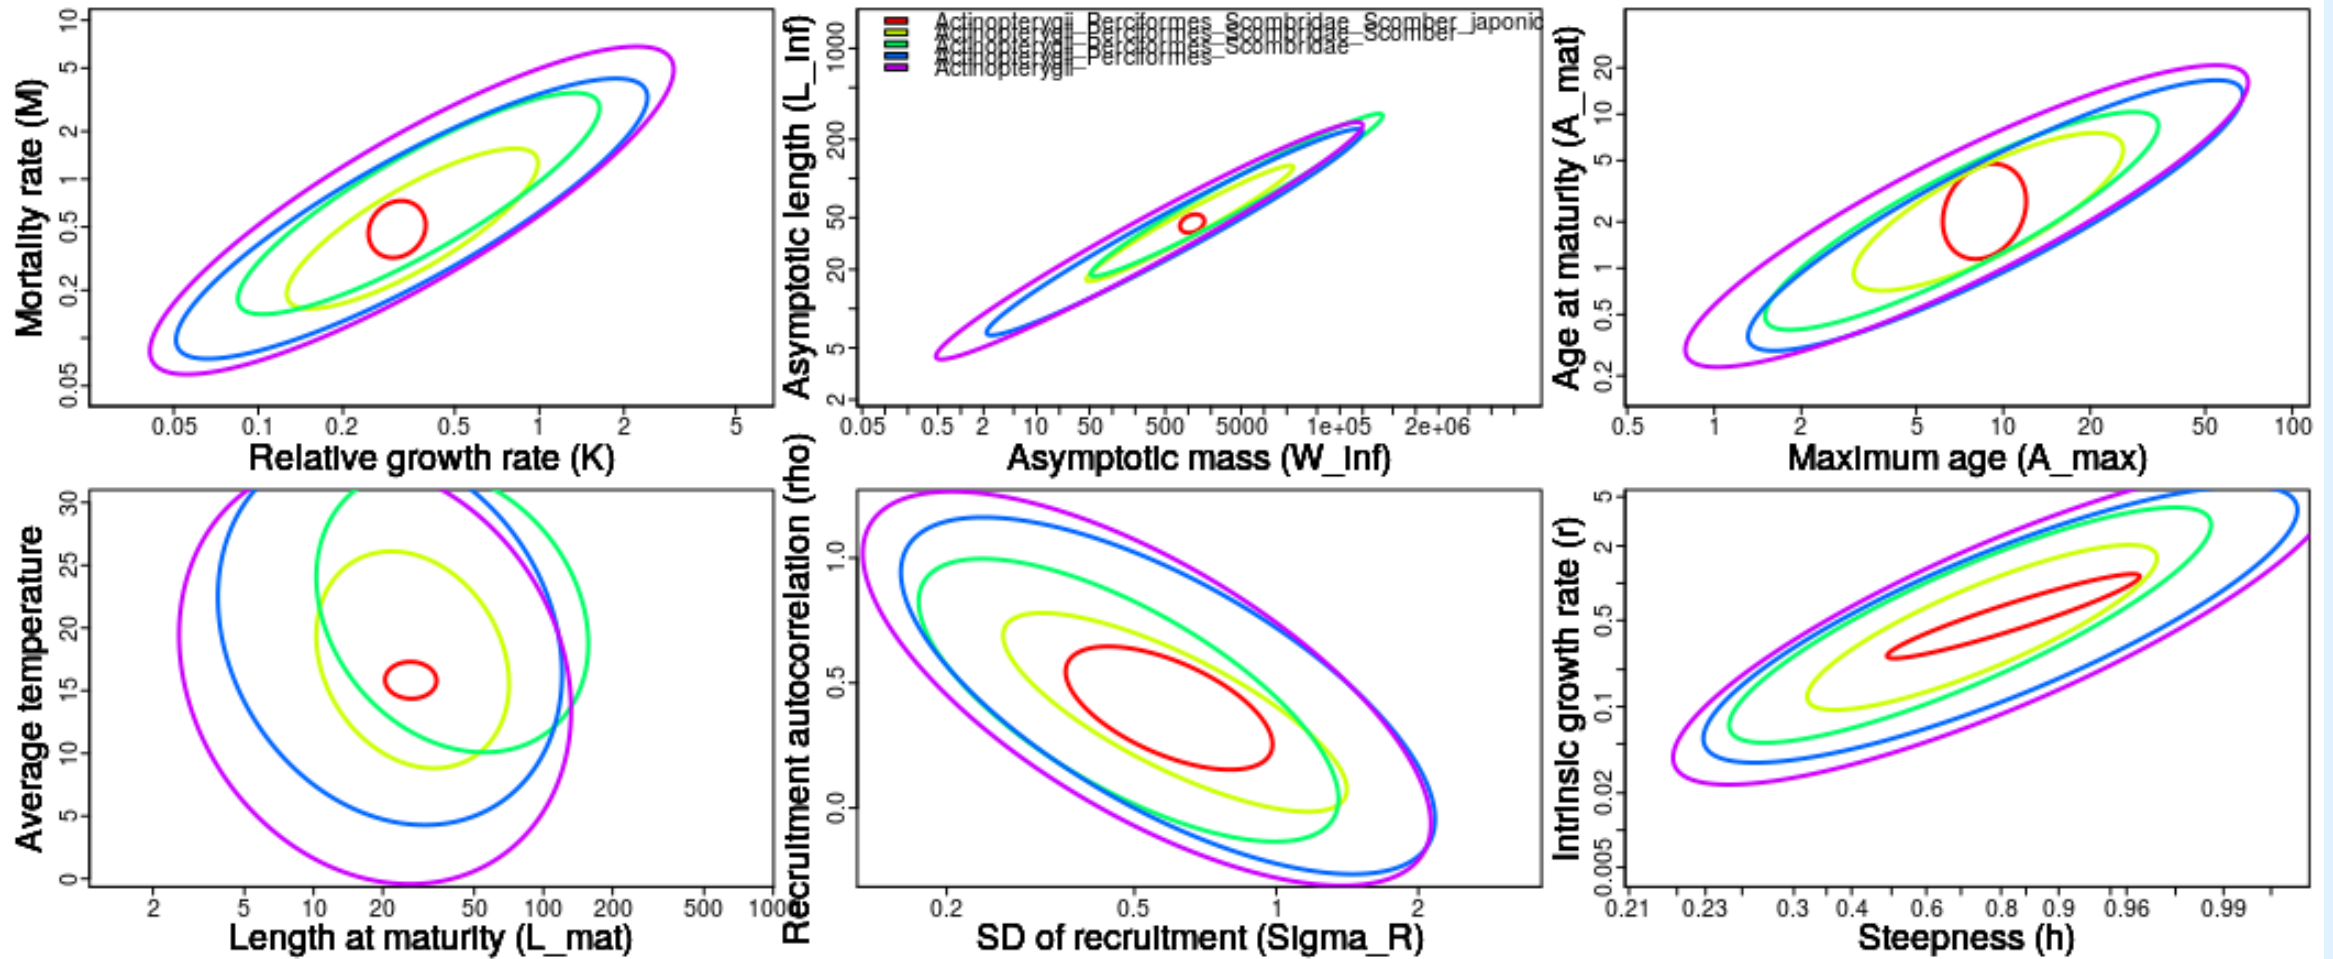 Mortality rate (M)
10
5
2
1
0.5
0.2
0.05
0.05 0.1 0.2 0.5 1 2 5
Relative growth rate (K)
Asymptotic length (L_inf)
1000
200
50
20
5
2
Actinopterygii_Perciformes_Scombridae_Scomber_japonic
Actinopterygii_Perciformes_Scombridae_Scomber_
Actinopterygii_Perciformes_Scombridae_
Actinopterygii_Perciformes_
Actinopterygii_
0.05 0.5 2 10 50 500 5000 1e+05 2e+06
Asymptotic mass (W_inf)
Age at maturity (A_mat)
20
10
5
2
1
0.5
0.2
0.5 1 2 5 10 20 50 100
Maximum age (A_max)
Average temperature
30
25
20
15
10
5
0
2 5 10 20 50 100 200 500 1000
Length at maturity (L_mat)
Recruitment autocorrelation (rho)
1.0
0.5
0.0
0.2 0.5 1 2
SD of recruitment (Sigma_R)
Intrinsic growth rate (r)
5
2
0.5
0.1
0.02
0.005
0.21 0.23 0.3 0.4 0.6 0.8 0.9 0.96 0.99
Steepness (h)